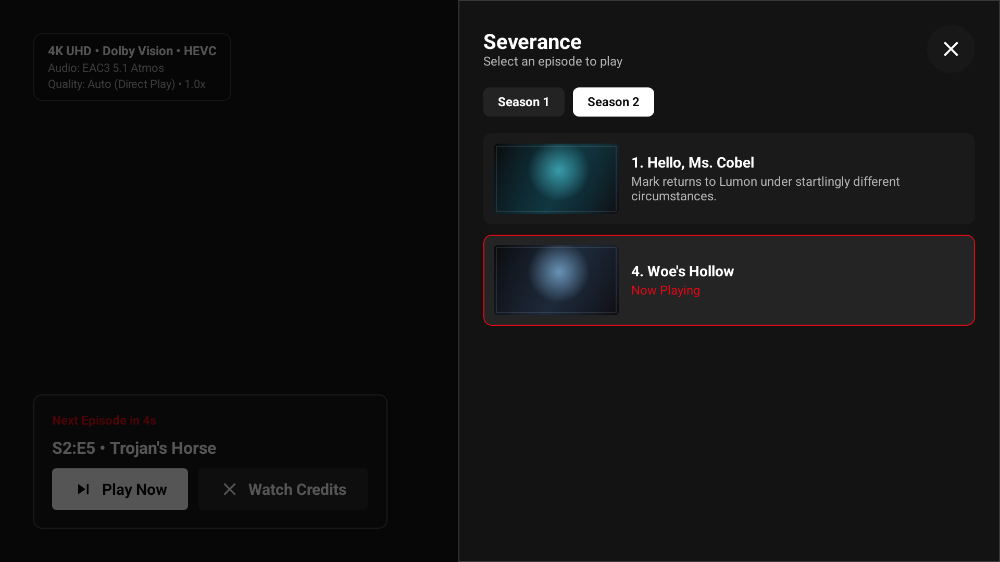 4K UHD • Dolby Vision • HEVC
Audio: EAC3 5.1 Atmos
Quality: Auto (Direct Play) • 1.0x
Next Episode in 4s
S2:E5 • Trojan's Horse
Play Now
Watch Credits
Severance
Select an episode to play
Season 1
Season 2
1. Hello, Ms. Cobel
Mark returns to Lumon under startlingly different
circumstances.
4. Woe's Hollow
Now Playing